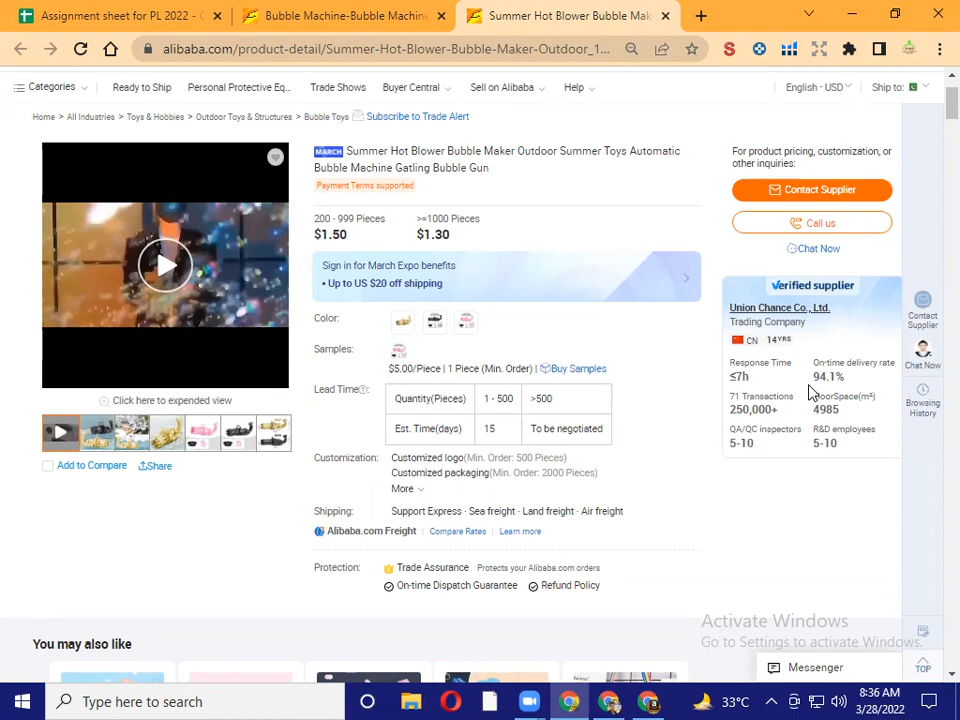 Assignment sheet for PL 2022 - G
Bubble Machine-Bubble Machine
Summer Hot Blower Bubble Mak
alibaba.com/product-detail/Summer-Hot-Blower-Bubble-Maker-Outdoor_1...
Categories
Ready to Ship
Personal Protective Eq...
Trade Shows
Buyer Central
Sell on Alibaba
Help
English - USD
Ship to:
Home > All Industries > Toys & Hobbies > Outdoor Toys & Structures > Bubble Toys
Subscribe to Trade Alert
MARCH Summer Hot Blower Bubble Maker Outdoor Summer Toys Automatic
Bubble Machine Gatling Bubble Gun
Payment Terms supported
200 - 999 Pieces
>=1000 Pieces
$1.50
$1.30
Sign in for March Expo benefits
• Up to US $20 off shipping
Color:
Samples:
$5.00/Piece | 1 Piece (Min. Order) | Buy Samples
Lead Time
Quantity(Pieces)
1 - 500
>500
Est. Time(days)
15
To be negotiated
Customization:
Customized logo(Min. Order: 500 Pieces)
Customized packaging(Min. Order: 2000 Pieces)
More
Shipping:
Support Express · Sea freight · Land freight · Air freight
Alibaba.com Freight
Compare Rates
Learn more
Protection:
Trade Assurance
Protects your Alibaba.com orders
On-time Dispatch Guarantee
Refund Policy
Click here to expended view
Add to Compare
Share
For product pricing, customization, or
other inquiries:
Contact Supplier
Call us
Chat Now
Verified supplier
Union Chance Co., Ltd.
Trading Company
CN
14YRS
Response Time
On-time delivery rate
≤7h
94.1%
71 Transactions
oorSpace(m²)
250,000+
4985
QA/QC inspectors
R&D employees
5-10
5-10
Contact
Supplier
Chat Now
Browsing
History
You may also like
Activate Windows
Go to Settings to activate Windows.
Messenger
TOP
Type here to search
33°C
8:36 AM
3/28/2022